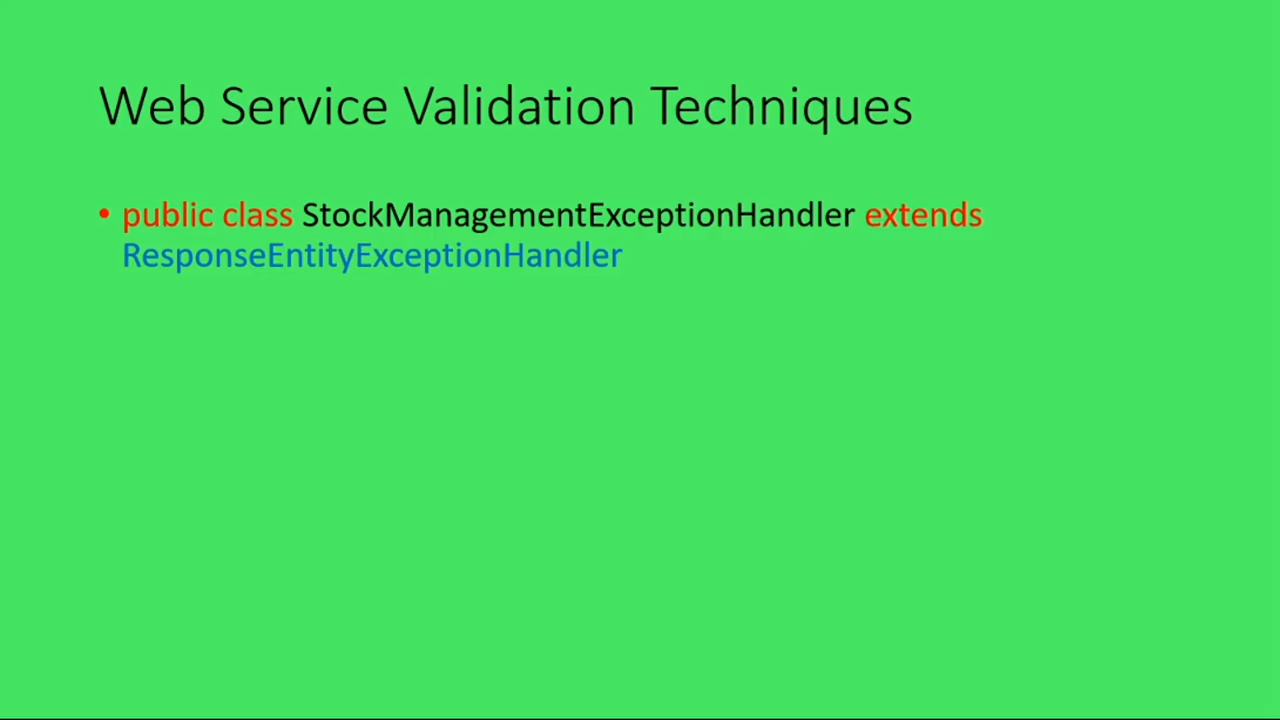 Web Service Validation Techniques
• public class StockManagementExceptionHandler extends
ResponseEntityExceptionHandler